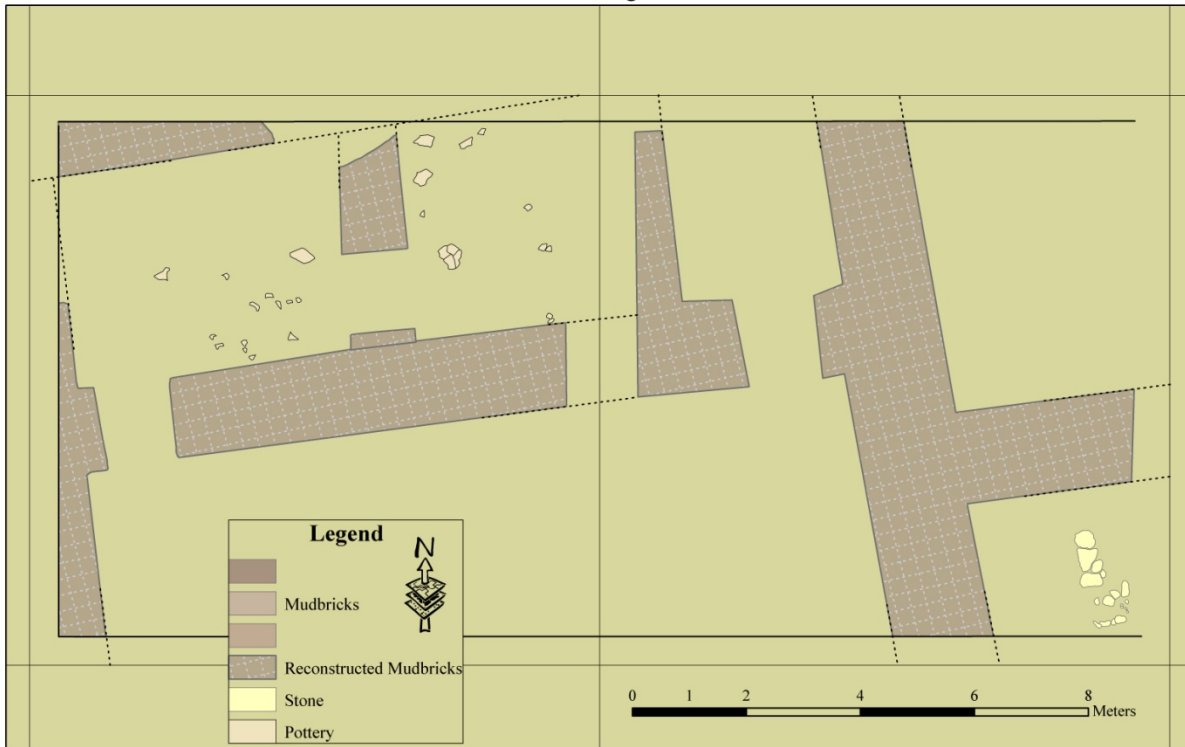 Legend
N
Mudbricks
Reconstructed Mudbricks
Stone
Pottery
0 1 2 4 6 8
Meters